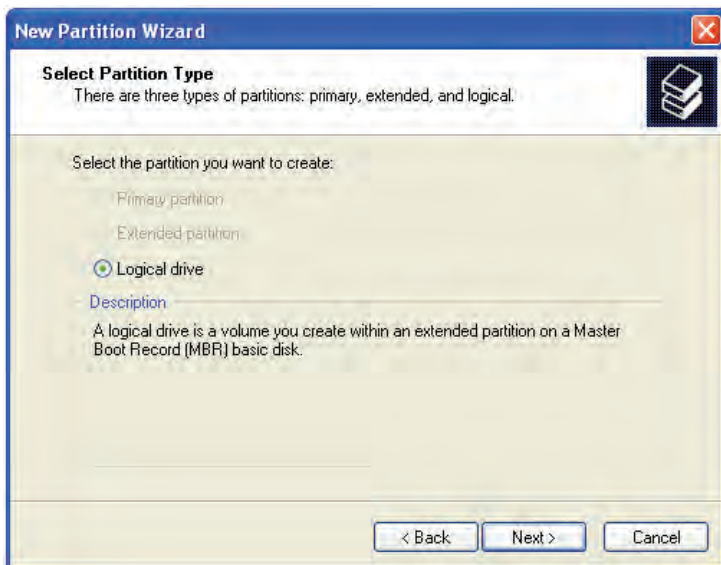 New Partition Wizard
Select Partition Type
There are three types of partitions: primary, extended, and logical.
Select the partition you want to create:
Primary partition
Extended partition
Logical drive
Description
A logical drive is a volume you create within an extended partition on a Master
Boot Record (MBR) basic disk.
< Back
Next >
Cancel